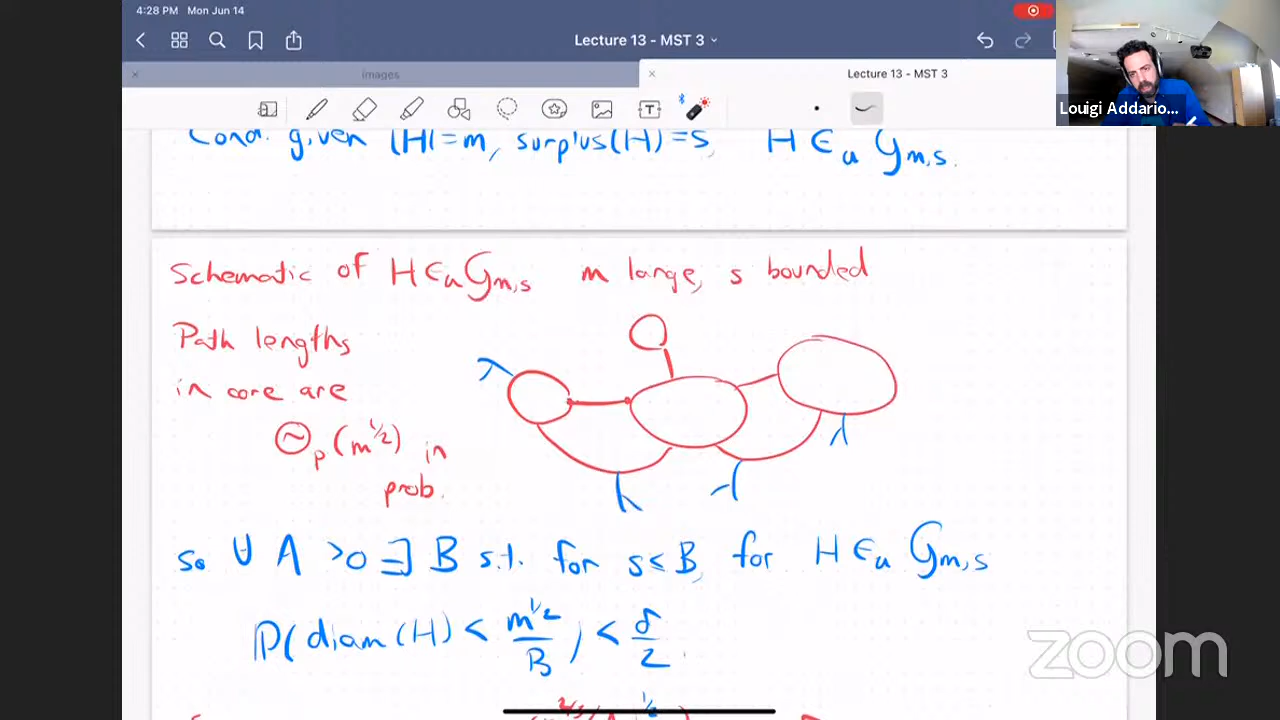 4:28 PM Mon Jun 14
Lecture 13 - MST 3
images
Lecture 13 - MST 3
Louigi Addario...
Cond. given |H|=m, surplus(H)=s, H ∈u Gm,s.
Schematic of H ∈u Gm,s m large, s bounded
Path lengths
in core are
Θp(m^1/2) in
prob.
so ∀ A >0 ∃ B s.t. for s<B, for H ∈u Gm,s
P(diam(H) < m^1/2/B) < δ/2
zoom